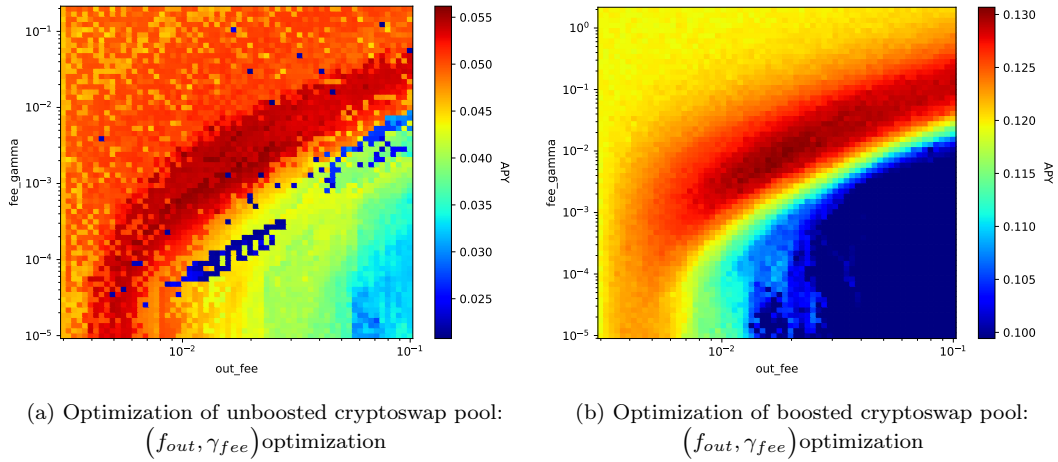 10⁻¹
10⁻²
10⁻³
10⁻⁴
10⁻⁵
fee_gamma
10⁻²
10⁻¹
out_fee
0.055
0.050
0.045
0.040
0.035
0.030
0.025
APY
10⁰
10⁻¹
10⁻²
10⁻³
10⁻⁴
10⁻⁵
fee_gamma
10⁻²
10⁻¹
out_fee
0.130
0.125
0.120
0.115
0.110
0.105
0.100
APY
(a) Optimization of unboosted cryptoswap pool:
(f_out, γ_fee) optimization
(b) Optimization of boosted cryptoswap pool:
(f_out, γ_fee) optimization